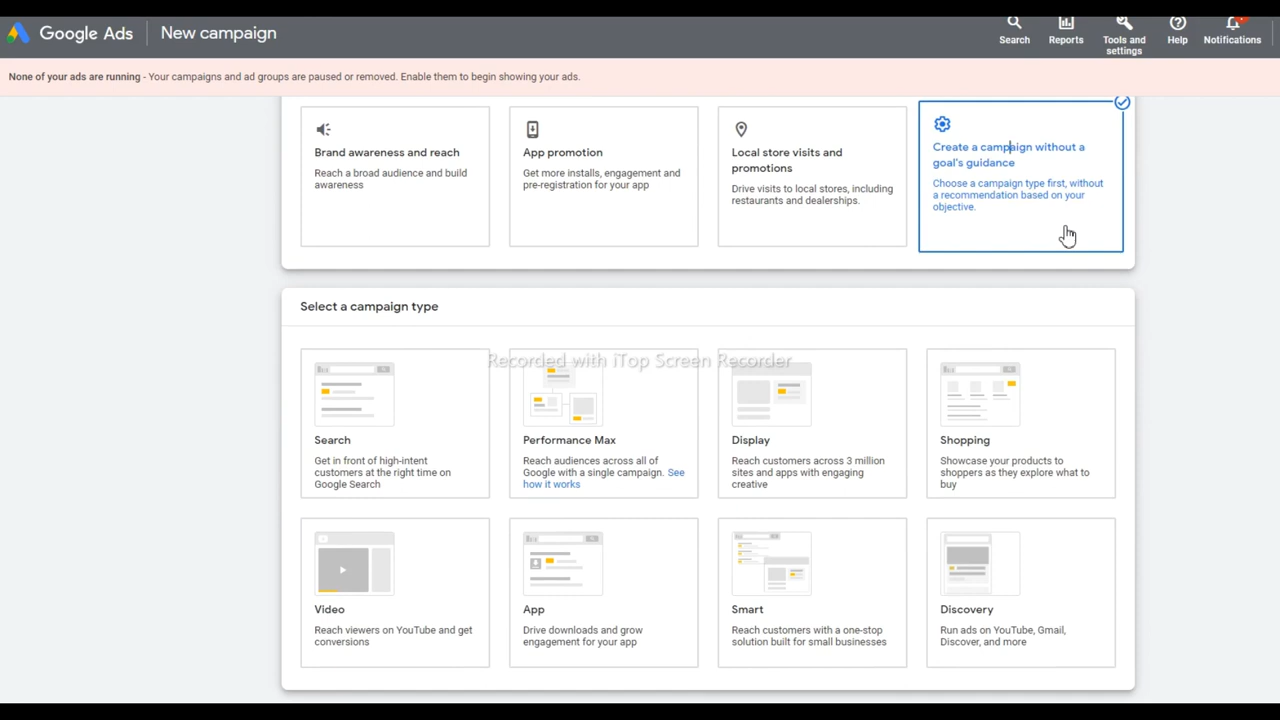 Google Ads
New campaign
Search
Reports
Tools and
settings
Help
Notifications
None of your ads are running - Your campaigns and ad groups are paused or removed. Enable them to begin showing your ads.
Brand awareness and reach
Reach a broad audience and build
awareness
App promotion
Get more installs, engagement and
pre-registration for your app
Local store visits and
promotions
Drive visits to local stores, including
restaurants and dealerships.
Create a campaign without a
goal's guidance
Choose a campaign type first, without
a recommendation based on your
objective.
Select a campaign type
Recorded with iTop Screen Recorder
Search
Get in front of high-intent
customers at the right time on
Google Search
Performance Max
Reach audiences across all of
Google with a single campaign. See
how it works
Display
Reach customers across 3 million
sites and apps with engaging
creative
Shopping
Showcase your products to
shoppers as they explore what to
buy
Video
Reach viewers on YouTube and get
conversions
App
Drive downloads and grow
engagement for your app
Smart
Reach customers with a one-stop
solution built for small businesses
Discovery
Run ads on YouTube, Gmail,
Discover, and more